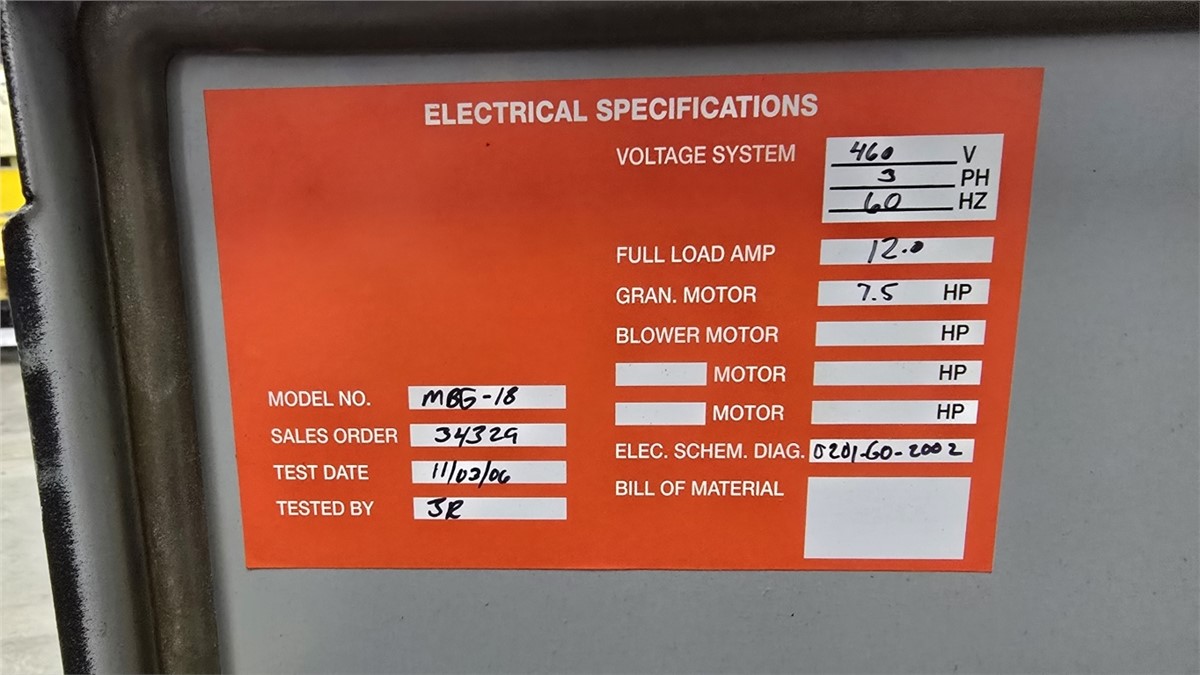 ELECTRICAL SPECIFICATIONS
VOLTAGE SYSTEM 460 V
3 PH
60 HZ
FULL LOAD AMP 12.0
GRAN. MOTOR 7.5 HP
BLOWER MOTOR HP
MOTOR HP
MOTOR HP
ELEC. SCHEM. DIAG. 0201-GO-2002
BILL OF MATERIAL
MODEL NO. MBG-18
SALES ORDER 34329
TEST DATE 11/02/06
TESTED BY JR